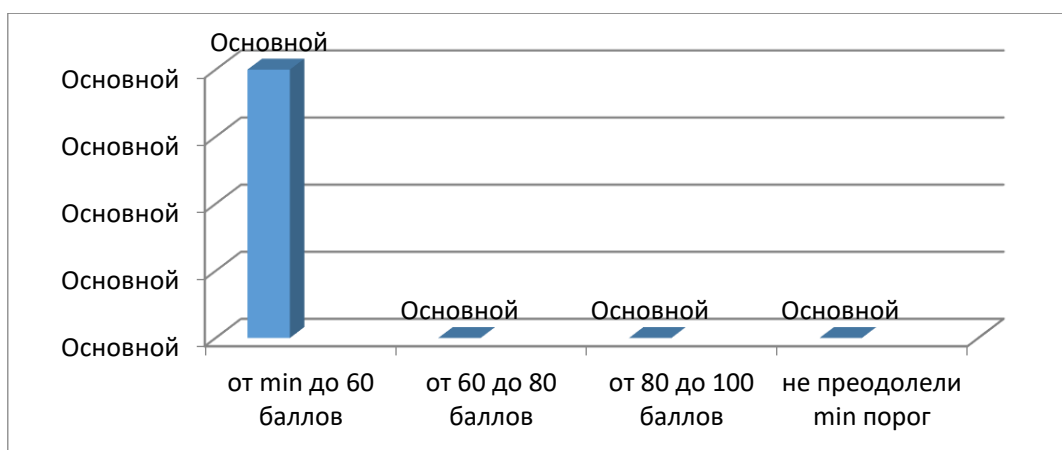 Основной
Основной
Основной
Основной
Основной
Основной
Основной
Основной
Основной
от min до 60
баллов
от 60 до 80
баллов
от 80 до 100
баллов
не преодолели
min порог